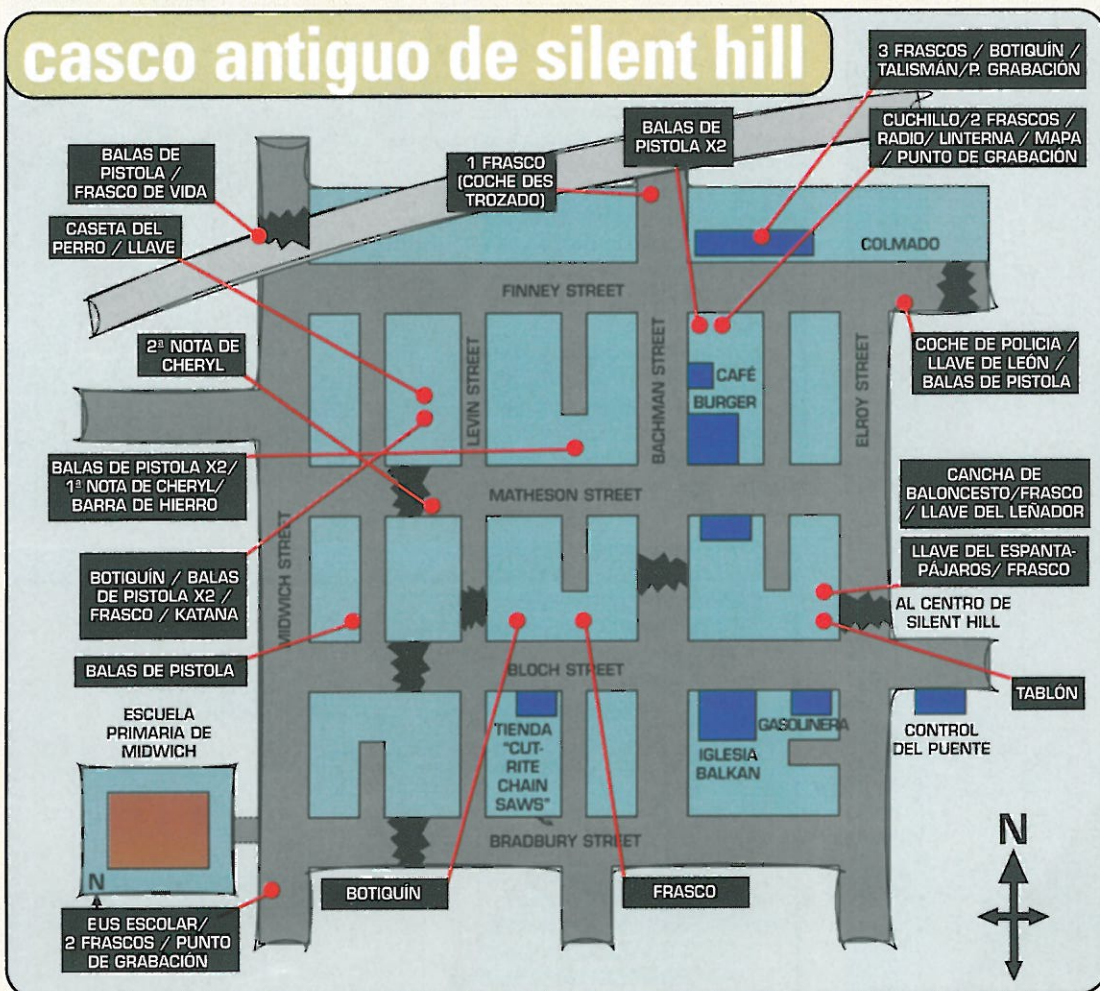 casco antiguo de silent hill
3 FRASCOS / BOTIQUÍN /
TALISMÁN/P. GRABACIÓN
BALAS DE
PISTOLA X2
CUCHILLO/2 FRASCOS /
RADIO/ LINTERNA / MAPA
/ PUNTO DE GRABACIÓN
BALAS DE
PISTOLA /
FRASCO DE VIDA
1 FRASCO
(COCHE DES
TROZADO)
CASETA DEL
PERRO / LLAVE
COLMADO
FINNEY STREET
2ª NOTA DE
CHERYL
LEVIN STREET
BACHMAN STREET
CAFÉ
BURGER
ELROY STREET
COCHE DE POLICIA /
LLAVE DE LEÓN /
BALAS DE PISTOLA
BALAS DE PISTOLA X2/
1ª NOTA DE CHERYL/
BARRA DE HIERRO
MATHESON STREET
CANCHA DE
BALONCESTO/FRASCO
/ LLAVE DEL LEÑADOR
BOTIQUÍN / BALAS
DE PISTOLA X2 /
FRASCO / KATANA
MIDWICH STREET
LLAVE DEL ESPANTA-
PÁJAROS/ FRASCO
AL CENTRO DE
SILENT HILL
BALAS DE PISTOLA
BLOCH STREET
TABLÓN
ESCUELA
PRIMARIA DE
MIDWICH
TIENDA
"CUT-
RITE
CHAIN
SAWS"
IGLESIA
BALKAN
GASOLINERA
CONTROL
DEL PUENTE
BRADBURY STREET
N
N
BOTIQUÍN
FRASCO
EUS ESCOLAR/
2 FRASCOS / PUNTO
DE GRABACIÓN